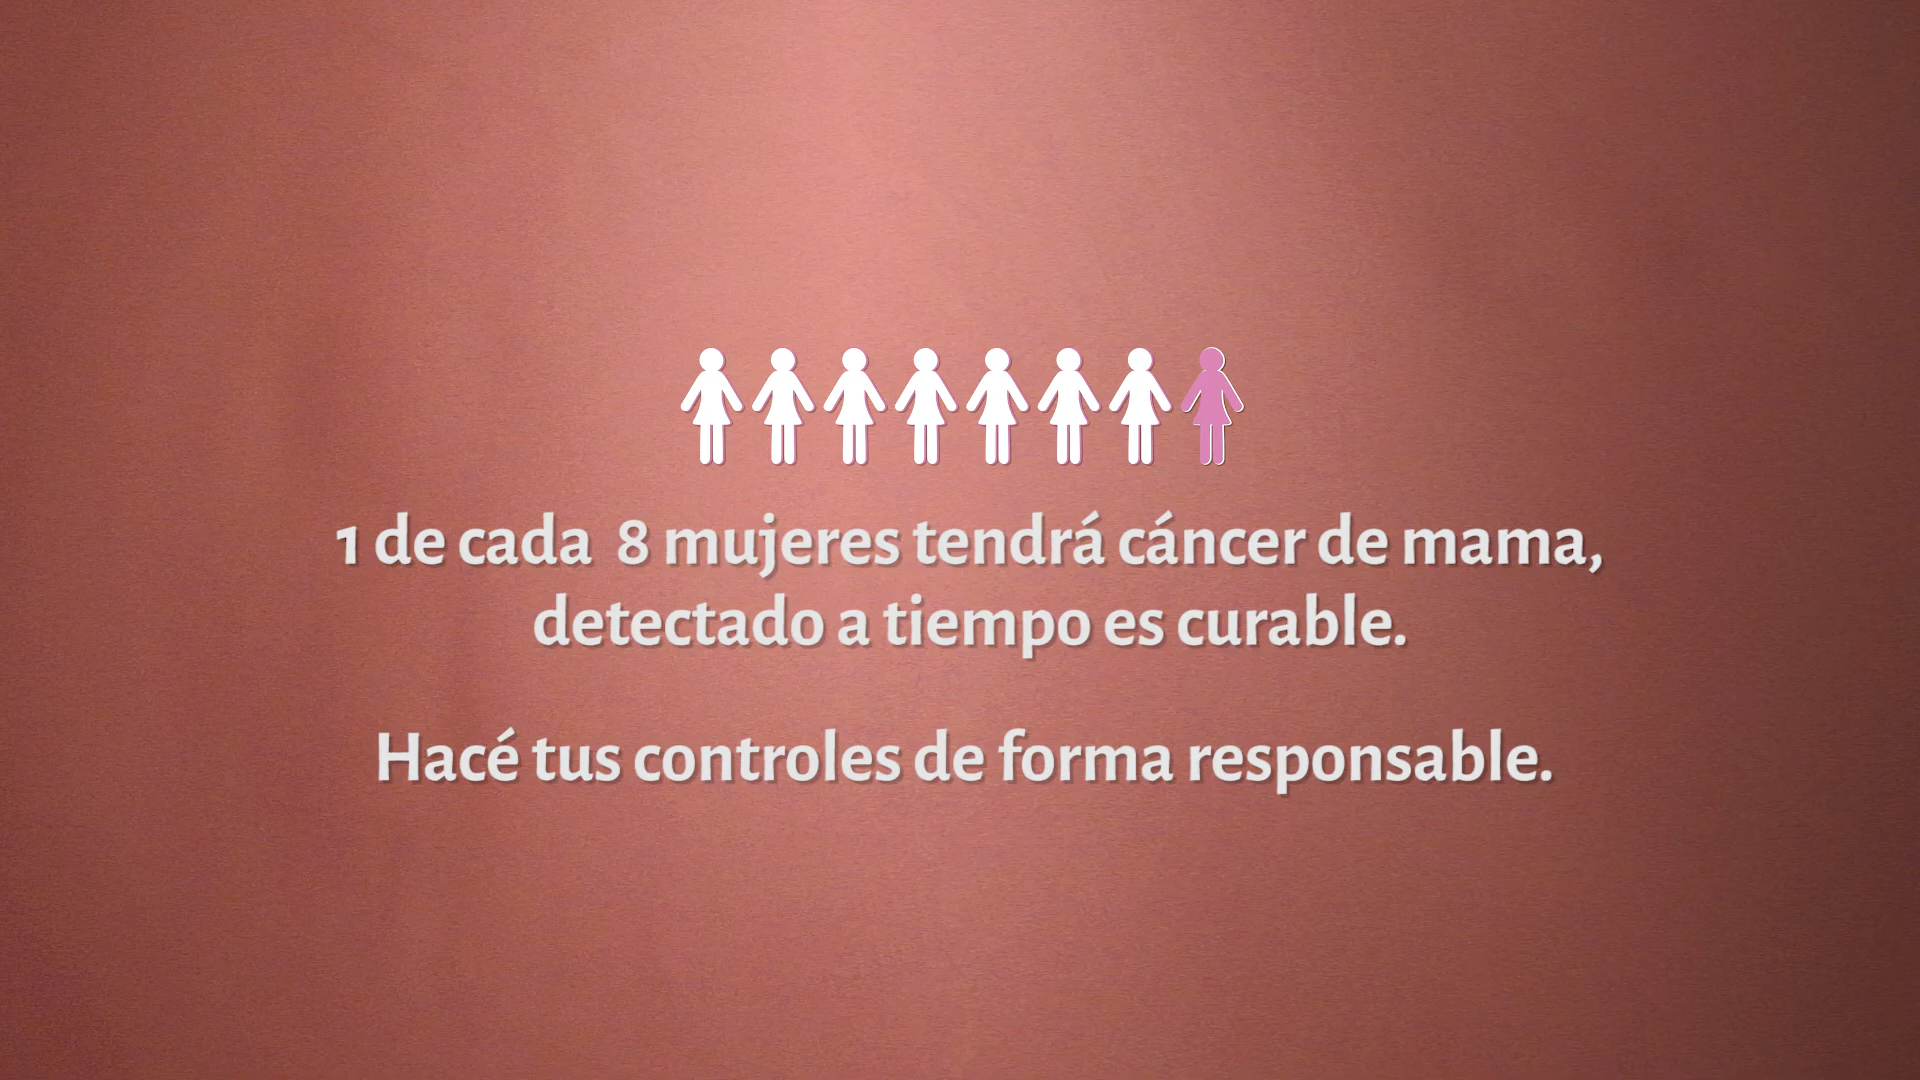 1 de cada 8 mujeres tendrá cáncer de mama,
detectado a tiempo es curable.
Hacé tus controles de forma responsable.